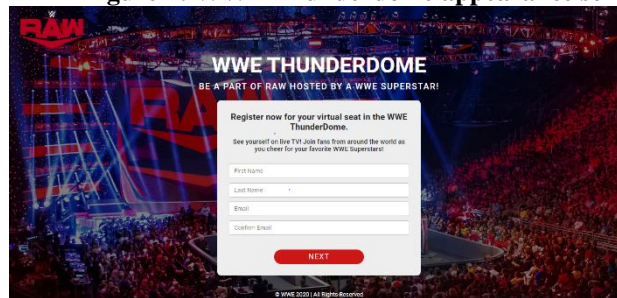 RAW
WWE THUNDERDOME
BE A PART OF RAW HOSTED BY A WWE SUPERSTAR!
Register now for your virtual seat in the WWE
ThunderDome.
See yourself on live TV! Join fans from around the world as
you cheer for your favorite WWE Superstars!
First Name
Last Name
Email
Confirm Email
NEXT
© WWE 2020 | All Rights Reserved